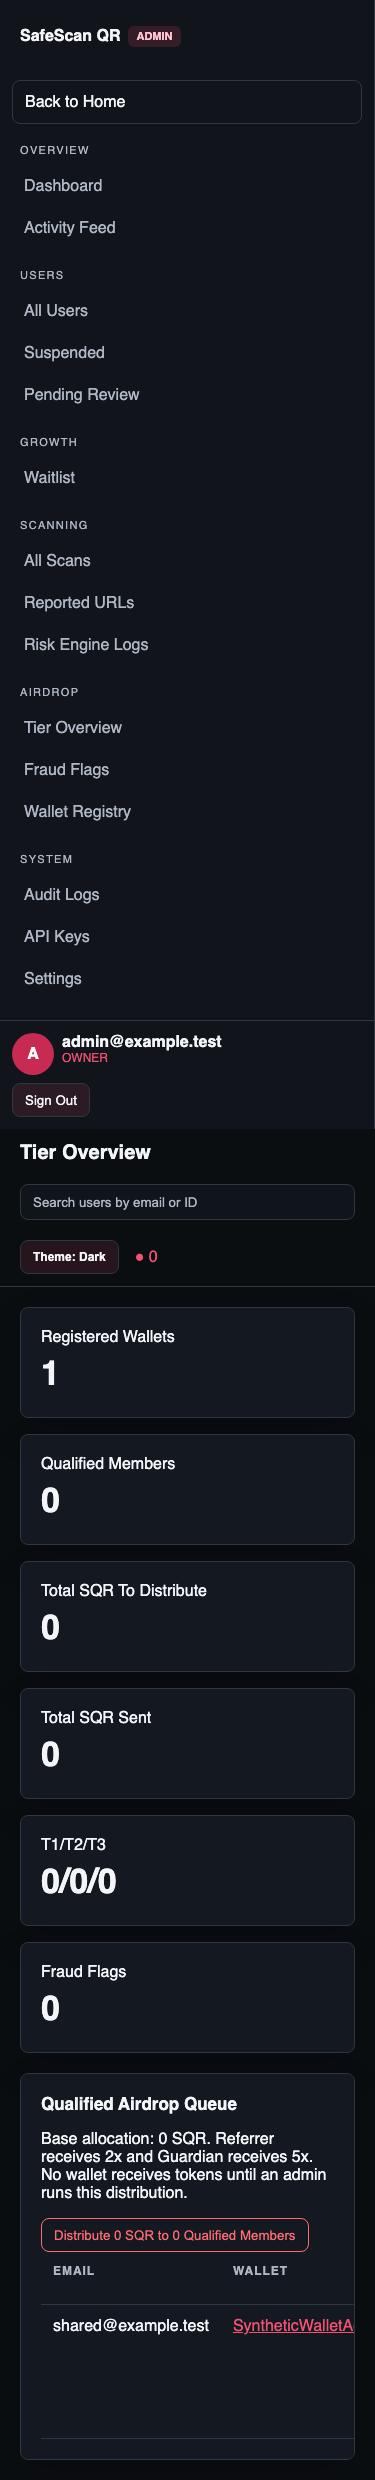 SafeScan QR ADMIN
Back to Home
OVERVIEW
Dashboard
Activity Feed
USERS
All Users
Suspended
Pending Review
GROWTH
Waitlist
SCANNING
All Scans
Reported URLs
Risk Engine Logs
AIRDROP
Tier Overview
Fraud Flags
Wallet Registry
SYSTEM
Audit Logs
API Keys
Settings
A
admin@example.test
OWNER
Sign Out
Tier Overview
Search users by email or ID
Theme: Dark
0
Registered Wallets
1
Qualified Members
0
Total SQR To Distribute
0
Total SQR Sent
0
T1/T2/T3
0/0/0
Fraud Flags
0
Qualified Airdrop Queue
Base allocation: 0 SQR. Referrer
receives 2x and Guardian receives 5x.
No wallet receives tokens until an admin
runs this distribution.
Distribute 0 SQR to 0 Qualified Members
EMAIL WALLET
shared@example.test SyntheticWalletA